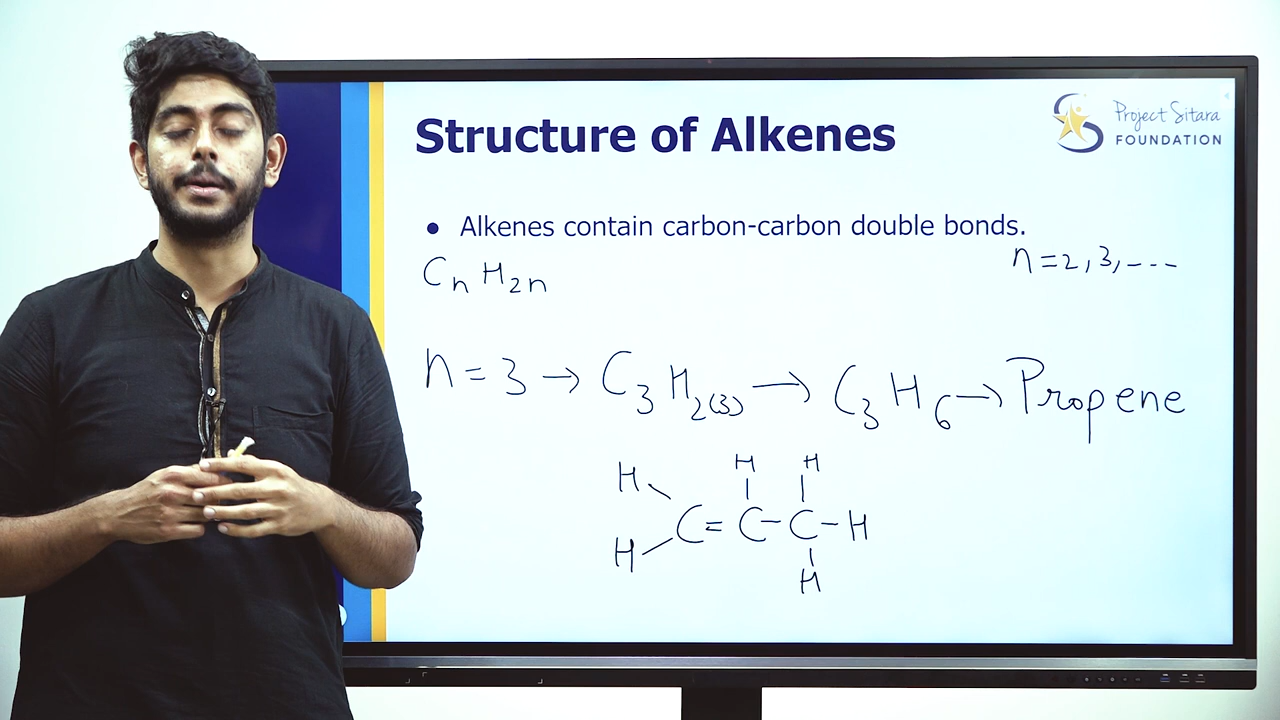 Structure of Alkenes
Project Sitara
FOUNDATION
• Alkenes contain carbon-carbon double bonds.
CnH2n
n=2,3,----
n=3 → C3H2(3) → C3H6 → Propene
H H H
C=C-C-H
H H